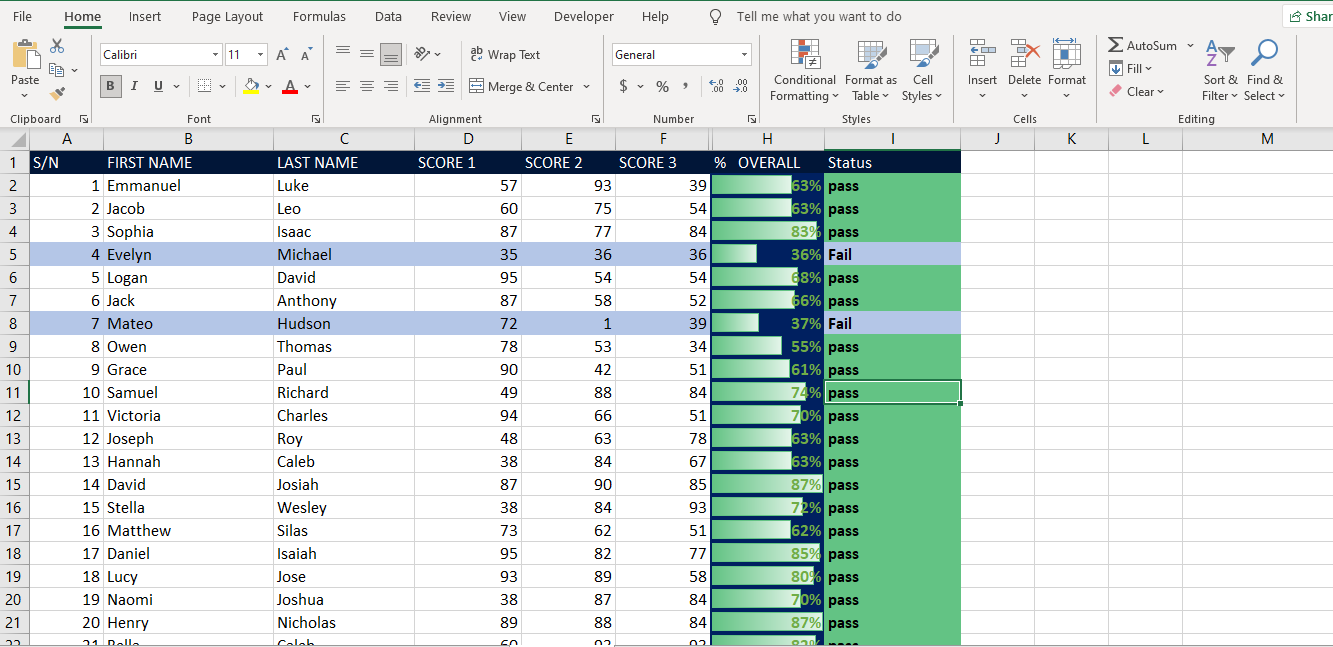 File Home Insert Page Layout Formulas Data Review View Developer Help Tell me what you want to do Shar
Calibri 11 ab Wrap Text General AutoSum
Paste B I U A Merge & Center $ % , Conditional Format as Cell Insert Delete Format Fill Sort & Find &
Formatting Table Styles Clear Filter Select
Clipboard Font Alignment Number Styles Cells Editing
A B C D E F H I J K L M
1 S/N FIRST NAME LAST NAME SCORE 1 SCORE 2 SCORE 3 % OVERALL Status
2 1 Emmanuel Luke 57 93 39 63% pass
3 2 Jacob Leo 60 75 54 63% pass
4 3 Sophia Isaac 87 77 84 83% pass
5 4 Evelyn Michael 35 36 36 36% Fail
6 5 Logan David 95 54 54 68% pass
7 6 Jack Anthony 87 58 52 66% pass
8 7 Mateo Hudson 72 1 39 37% Fail
9 8 Owen Thomas 78 53 34 55% pass
10 9 Grace Paul 90 42 51 61% pass
11 10 Samuel Richard 49 88 84 74% pass
12 11 Victoria Charles 94 66 51 70% pass
13 12 Joseph Roy 48 63 78 63% pass
14 13 Hannah Caleb 38 84 67 63% pass
15 14 David Josiah 87 90 85 87% pass
16 15 Stella Wesley 38 84 93 72% pass
17 16 Matthew Silas 73 62 51 62% pass
18 17 Daniel Isaiah 95 82 77 85% pass
19 18 Lucy Jose 93 89 58 80% pass
20 19 Naomi Joshua 38 87 84 70% pass
21 20 Henry Nicholas 89 88 84 87% pass